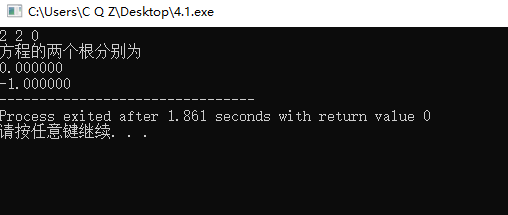 C:\Users\C Q Z\Desktop\4.1.exe
2 2 0
方程的两个根分别为
0.000000
-1.000000
--------------------------------
Process exited after 1.861 seconds with return value 0
请按任意键继续. . .